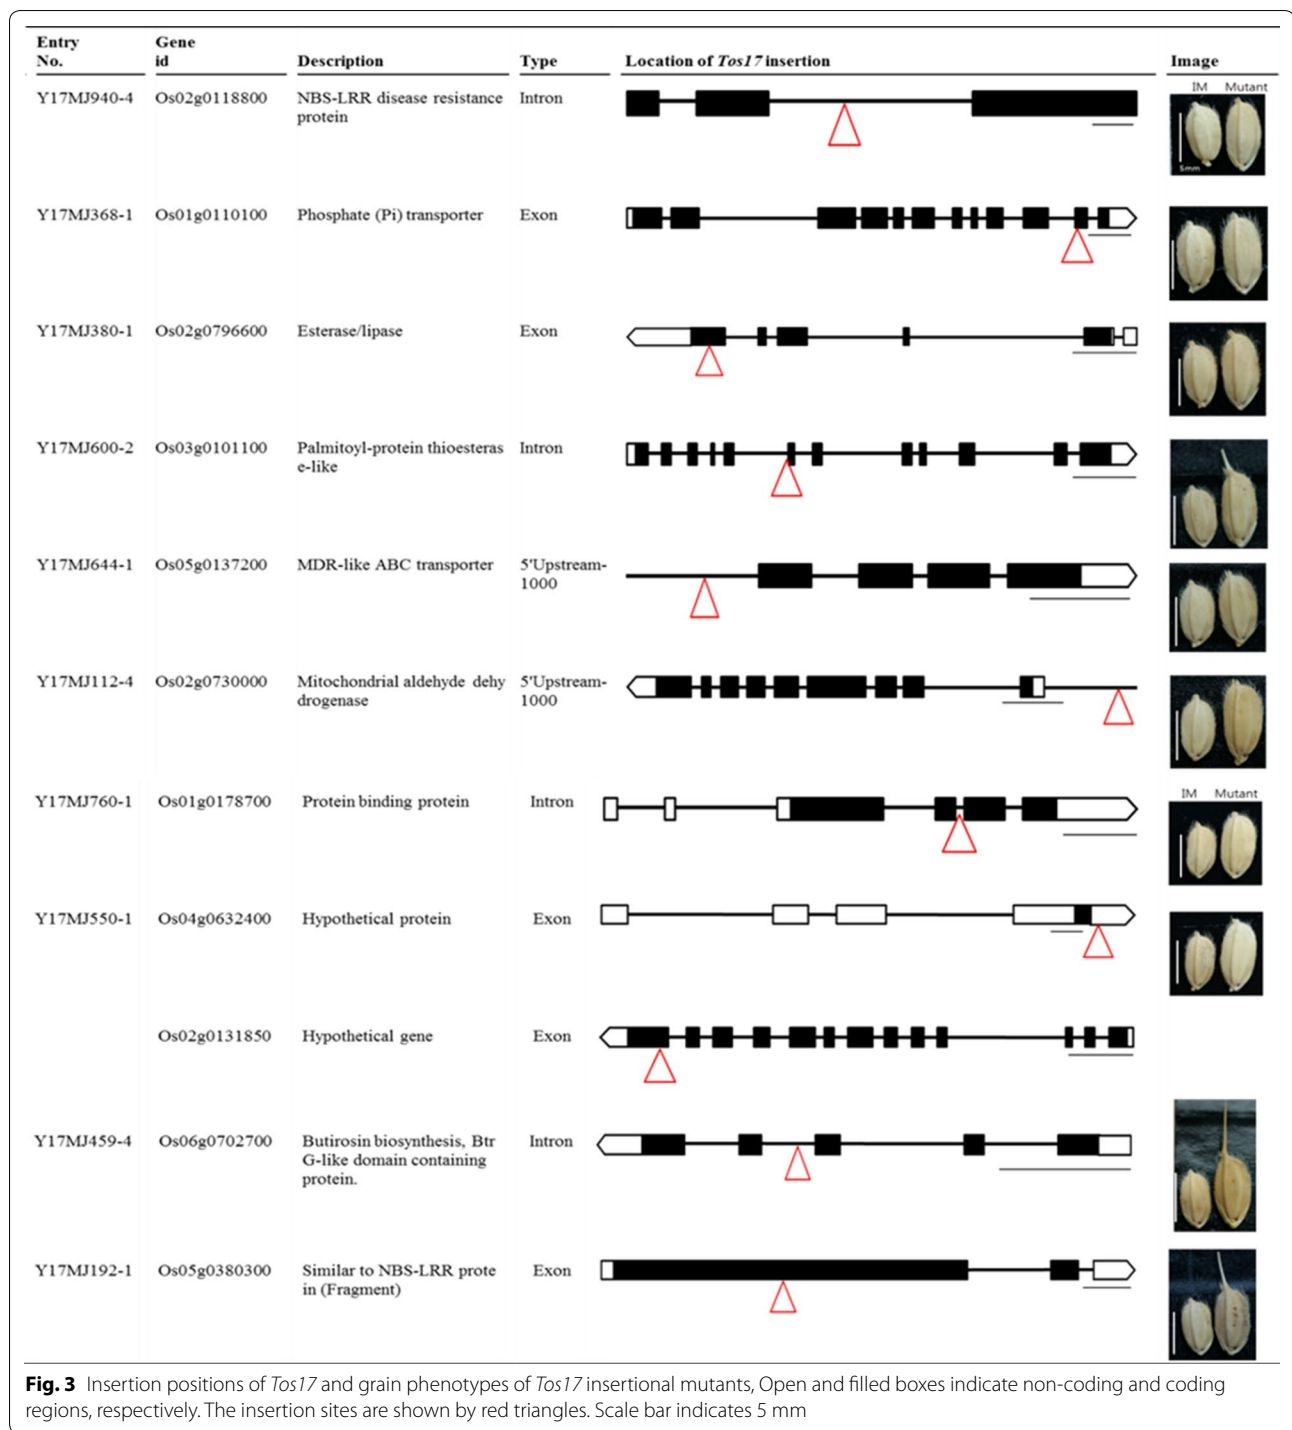 Entry No.
Gene id
Description
Type
Location of Tos17 insertion
Image
Y17MJ940-4 Os02g0118800 NBS-LRR disease resistance Intron
protein
IM Mutant
5mm
Y17MJ368-1 Os01g0110100 Phosphate (Pi) transporter Exon
Y17MJ380-1 Os02g0796600 Esterase/lipase Exon
Y17MJ600-2 Os03g0101100 Palmitoyl-protein thioesteras Intron
e-like
Y17MJ644-1 Os05g0137200 MDR-like ABC transporter 5'Upstream-
1000
Y17MJ112-4 Os02g0730000 Mitochondrial aldehyde dehy 5'Upstream-
drogenase 1000
Y17MJ760-1 Os01g0178700 Protein binding protein Intron
IM Mutant
Y17MJ550-1 Os04g0632400 Hypothetical protein Exon
Os02g0131850 Hypothetical gene Exon
Y17MJ459-4 Os06g0702700 Butirosin biosynthesis, Btr Intron
G-like domain containing
protein.
Y17MJ192-1 Os05g0380300 Similar to NBS-LRR prote Exon
in (Fragment)
Fig. 3 Insertion positions of Tos17 and grain phenotypes of Tos17 insertional mutants, Open and filled boxes indicate non-coding and coding
regions, respectively. The insertion sites are shown by red triangles. Scale bar indicates 5 mm